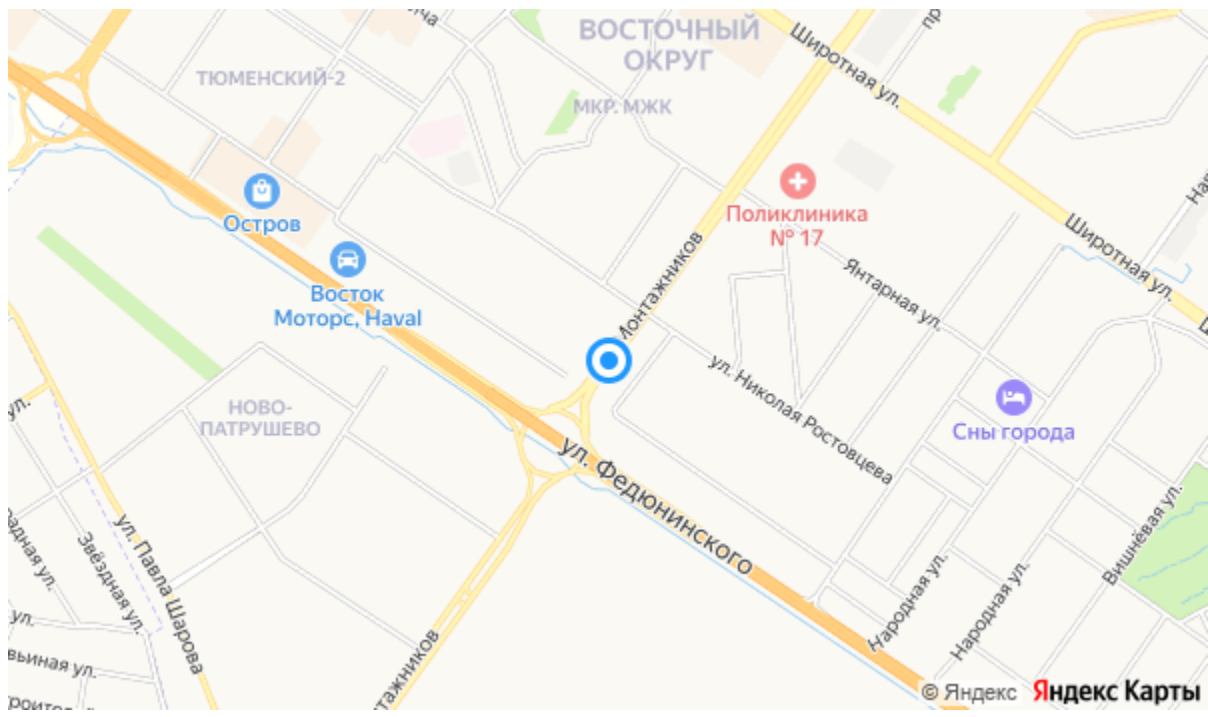 ВОСТОЧНЫЙ
ОКРУГ
Широтная ул.
ТЮМЕНСКИЙ-2
МКР. МЖК
Поликлиника
№ 17
Остров
Восток
Моторс, Haval
Монтажников
Янтарная ул.
Широтная ул.
ул. Николая Ростовцева
Сны города
НОВО-
ПАТРУШЕВО
ул. Федюнинского
ул. Павла Шарова
Звёздная ул.
ул.
ул.
Народная ул.
Народная ул.
Вишнёвая ул.
© Яндекс Яндекс Карты